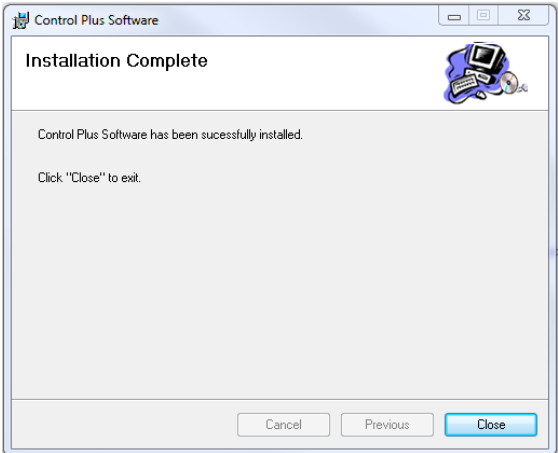 Control Plus Software
Installation Complete
Control Plus Software has been sucessfully installed.
Click "Close" to exit.
Cancel
Previous
Close